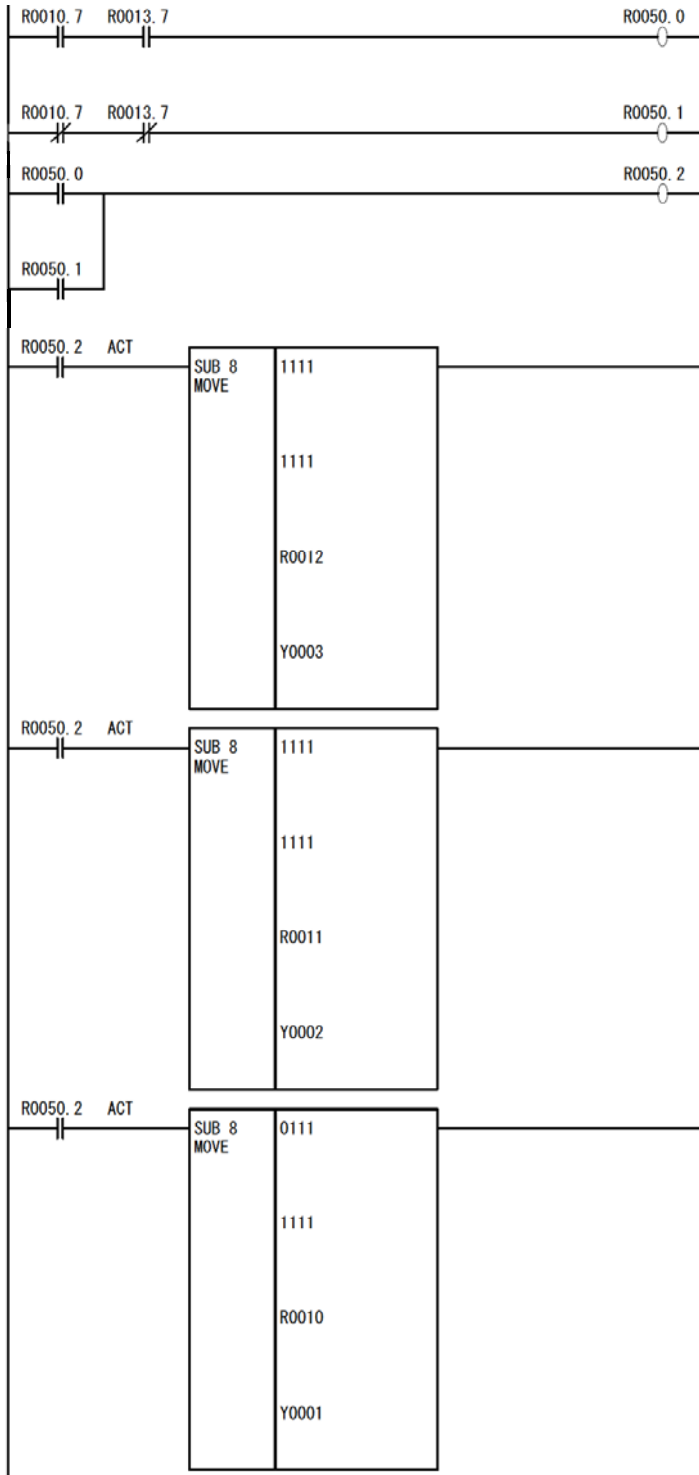 R0010.7 R0013.7 R0050.0
R0010.7 R0013.7 R0050.1
R0050.0 R0050.2
R0050.1
R0050.2 ACT
SUB 8 1111
MOVE
1111
R0012
Y0003
R0050.2 ACT
SUB 8 1111
MOVE
1111
R0011
Y0002
R0050.2 ACT
SUB 8 0111
MOVE
1111
R0010
Y0001